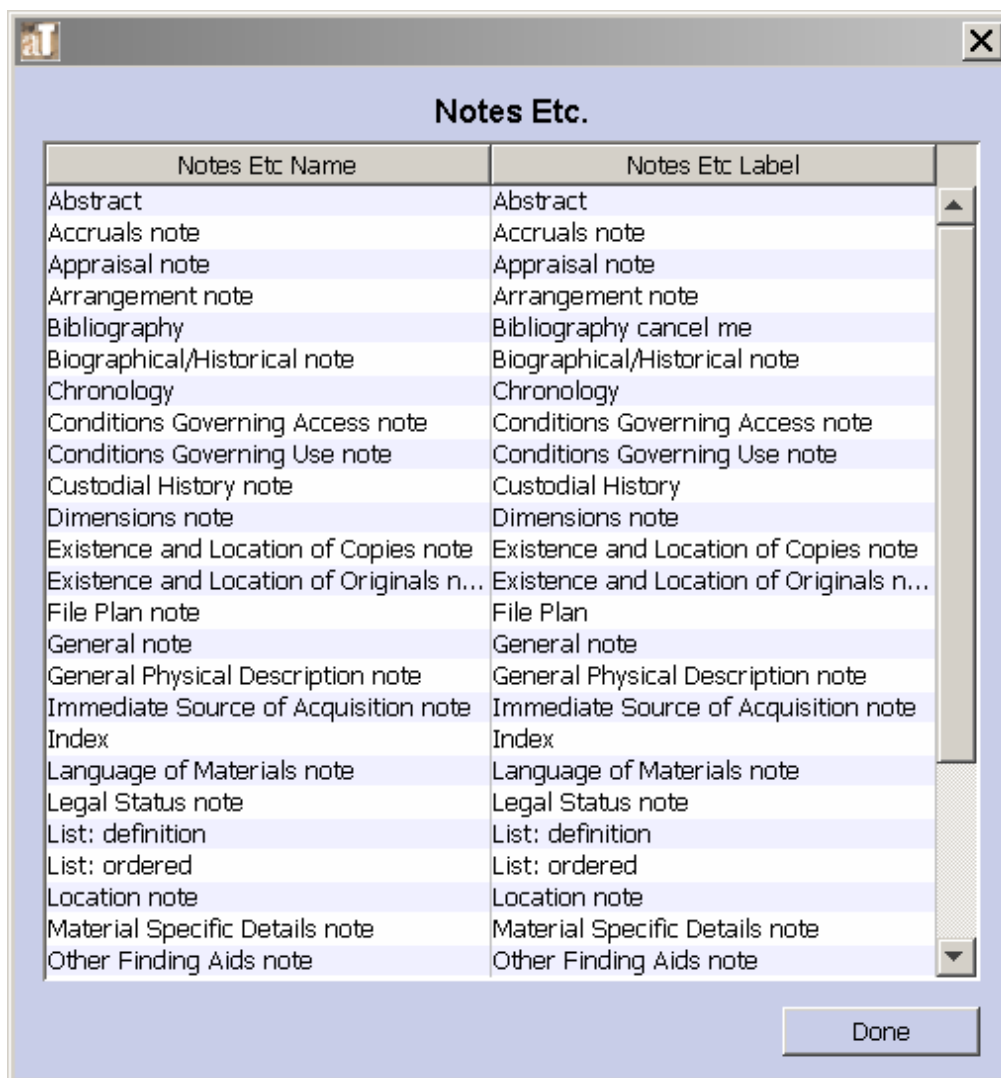 aT
Notes Etc.
Notes Etc Name Notes Etc Label
Abstract Abstract
Accruals note Accruals note
Appraisal note Appraisal note
Arrangement note Arrangement note
Bibliography Bibliography cancel me
Biographical/Historical note Biographical/Historical note
Chronology Chronology
Conditions Governing Access note Conditions Governing Access note
Conditions Governing Use note Conditions Governing Use note
Custodial History note Custodial History
Dimensions note Dimensions note
Existence and Location of Copies note Existence and Location of Copies note
Existence and Location of Originals n... Existence and Location of Originals n...
File Plan note File Plan
General note General note
General Physical Description note General Physical Description note
Immediate Source of Acquisition note Immediate Source of Acquisition note
Index Index
Language of Materials note Language of Materials note
Legal Status note Legal Status note
List: definition List: definition
List: ordered List: ordered
Location note Location note
Material Specific Details note Material Specific Details note
Other Finding Aids note Other Finding Aids note
Done